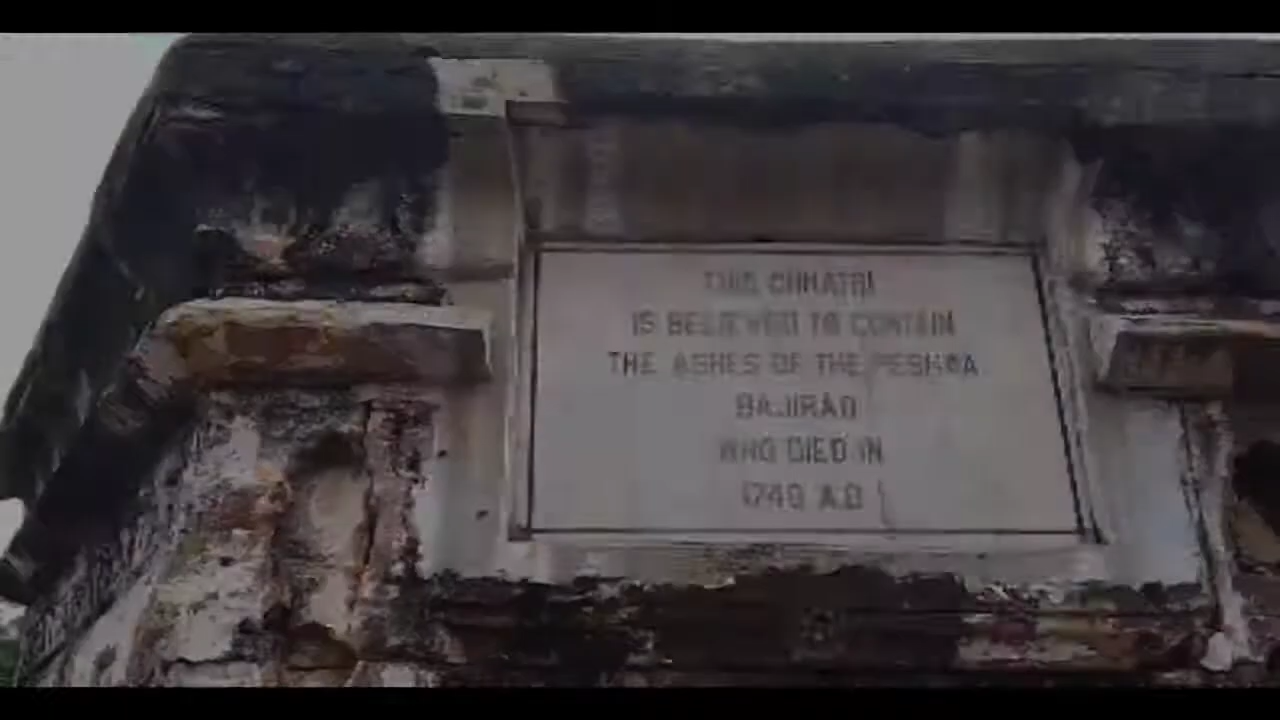 THIS CHHATRI
IS BELIEVED TO CONTAIN
THE ASHES OF THE PESHWA
BAJIRAO
WHO DIED IN
1740 A.D